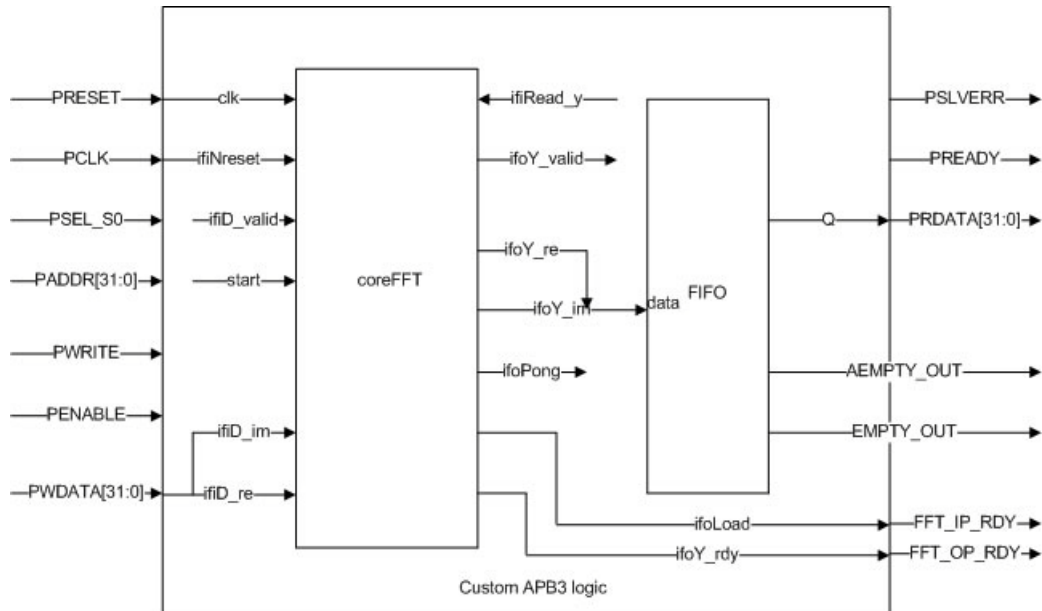 PRESET
clk
ifiRead_y
PSLVERR
PCLK
ifiNreset
ifoY_valid
PREADY
PSEL_S0
ifiD_valid
Q
PRDATA[31:0]
ifoY_re
PADDR[31:0]
start
coreFFT
FIFO
ifoY_im
data
PWRITE
ifoPong
AEMPTY_OUT
PENABLE
ifiD_im
EMPTY_OUT
PWDATA[31:0]
ifiD_re
ifoLoad
FFT_IP_RDY
ifoY_rdy
FFT_OP_RDY
Custom APB3 logic